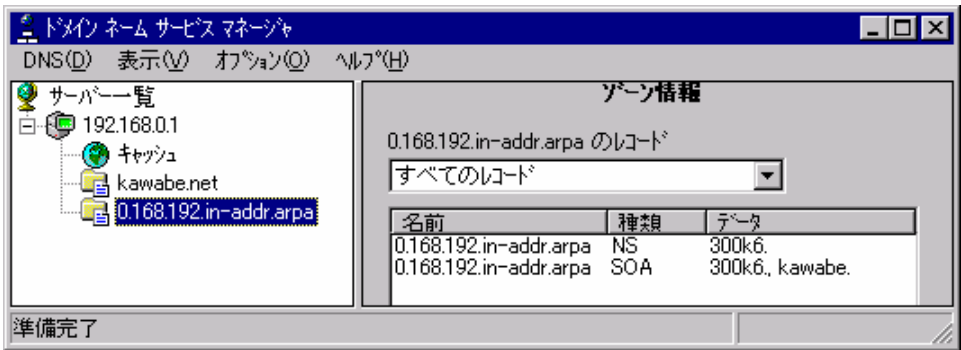 ドメイン ネーム サービス マネージャ
DNS(D) 表示(V) オプション(O) ヘルプ(H)
サーバー一覧
192.168.0.1
キャッシュ
kawabe.net
0.168.192.in-addr.arpa
ゾーン情報
0.168.192.in-addr.arpa のレコード
すべてのレコード
名前 種類 データ
0.168.192.in-addr.arpa NS 300k6.
0.168.192.in-addr.arpa SOA 300k6., kawabe.
準備完了